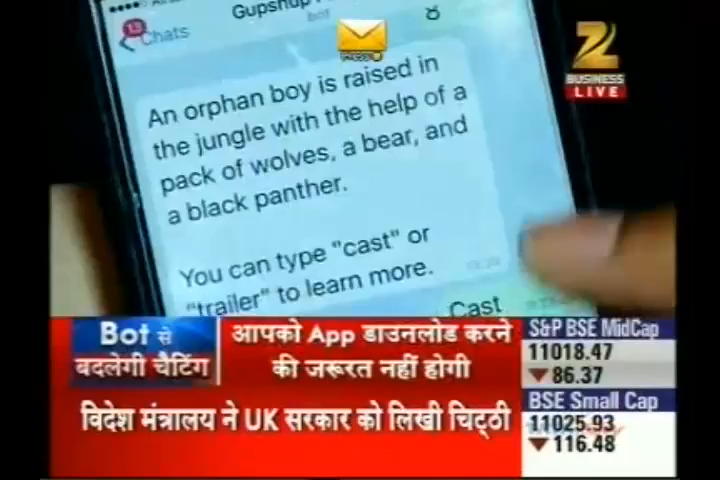 Gupshup
bot
13
Chats
An orphan boy is raised in
the jungle with the help of a
pack of wolves, a bear, and
a black panther.
You can type "cast" or
"trailer" to learn more.
Cast
Z
BUSINESS
LIVE
Bot से
बदलेगी चैटिंग
आपको App डाउनलोड करने
की जरूरत नहीं होगी
विदेश मंत्रालय ने UK सरकार को लिखी चिट्ठी
S&P BSE MidCap
11018.47
86.37
BSE Small Cap
11025.93
116.48